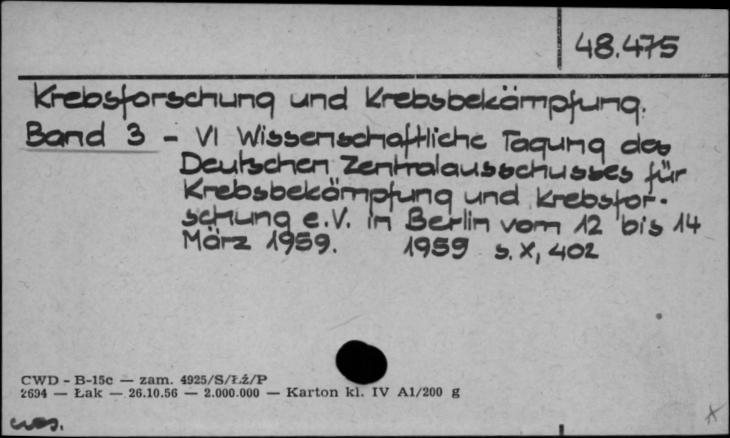 48.475
Krebsforschung und Krebsbekämpfung.
Band 3 - VI Wissenschaftliche Tagung des
Deutschen Zentralausschusses für
Krebsbekämpfung und Krebsfor-
schung e.V. in Berlin vom 12 bis 14
März 1959. 1959 s. X, 402
CWD - B-15c — zam. 4925/S/Łż/P
2694 — Łak — 26.10.56 — 2.000.000 — Karton kl. IV A1/200 g